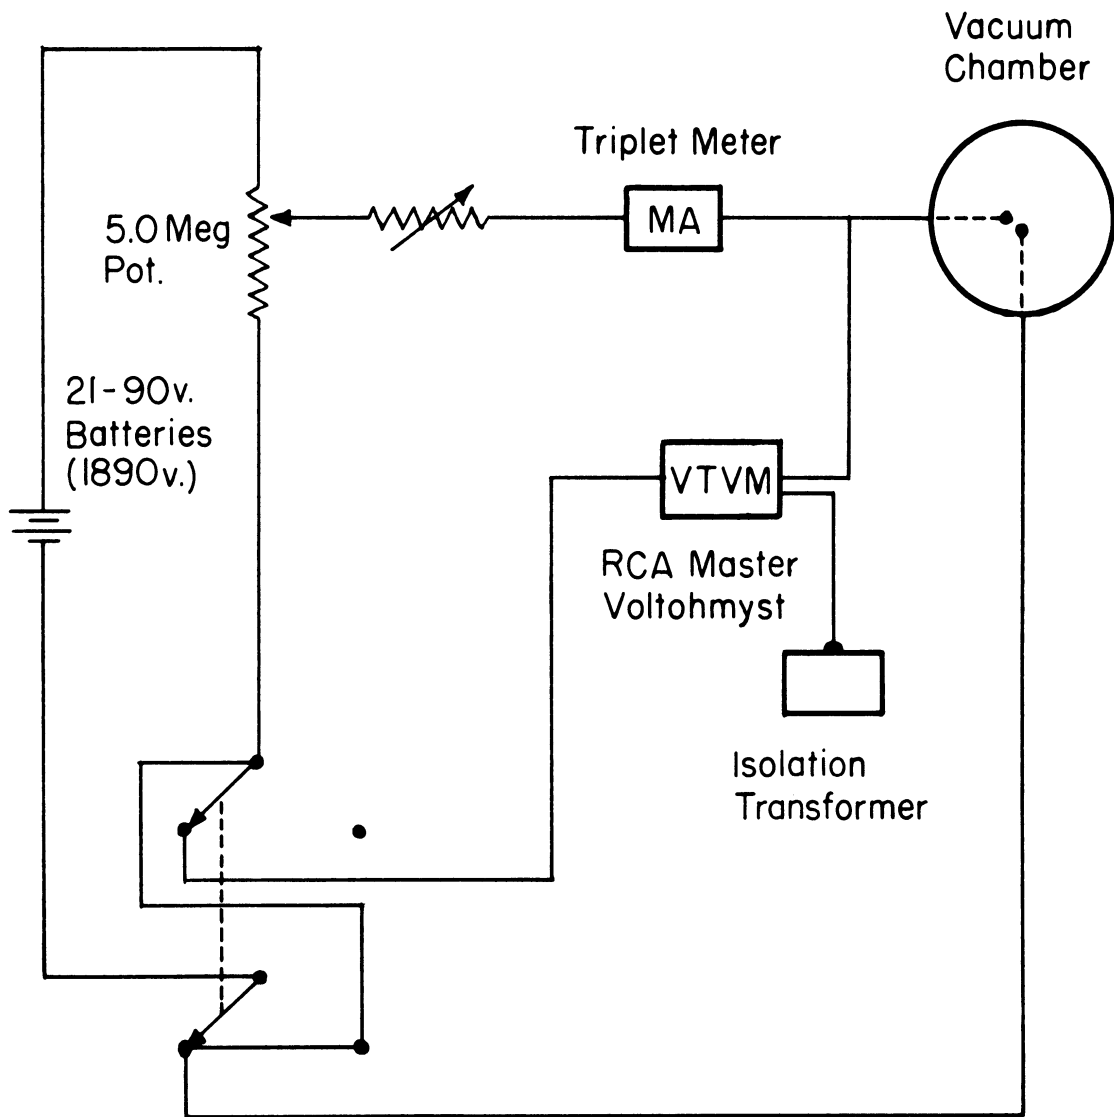 Vacuum
Chamber
Triplet Meter
MA
5.0 Meg
Pot.
21-90v.
Batteries
(1890v.)
VTVM
RCA Master
Voltohmyst
Isolation
Transformer